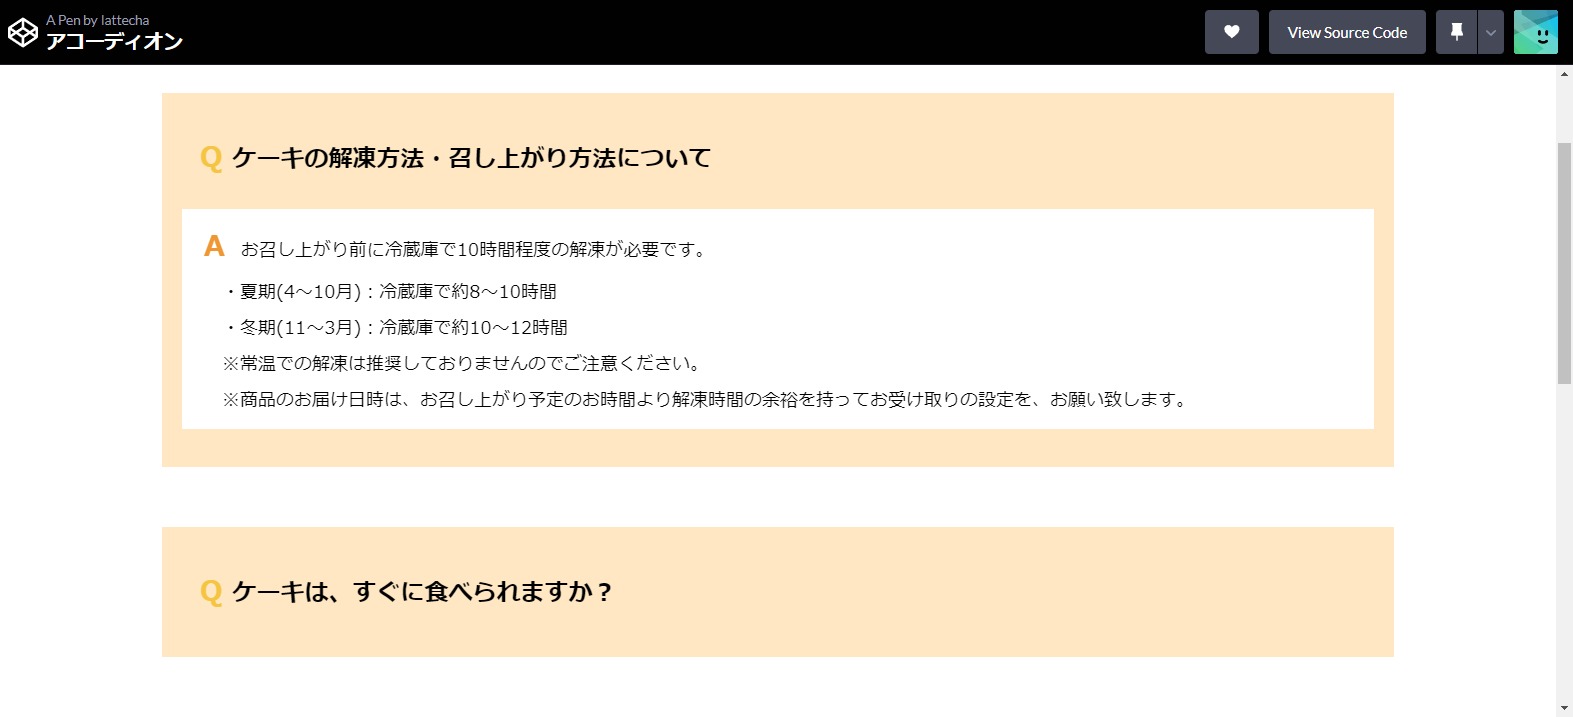 A Pen by lattecha
アコーディオン
View Source Code
Q ケーキの解凍方法・召し上がり方法について
A お召し上がり前に冷蔵庫で10時間程度の解凍が必要です。
・夏期(4～10月)：冷蔵庫で約8～10時間
・冬期(11～3月)：冷蔵庫で約10～12時間
※常温での解凍は推奨しておりませんのでご注意ください。
※商品のお届け日時は、お召し上がり予定のお時間より解凍時間の余裕を持ってお受け取りの設定を、お願い致します。
Q ケーキは、すぐに食べられますか？